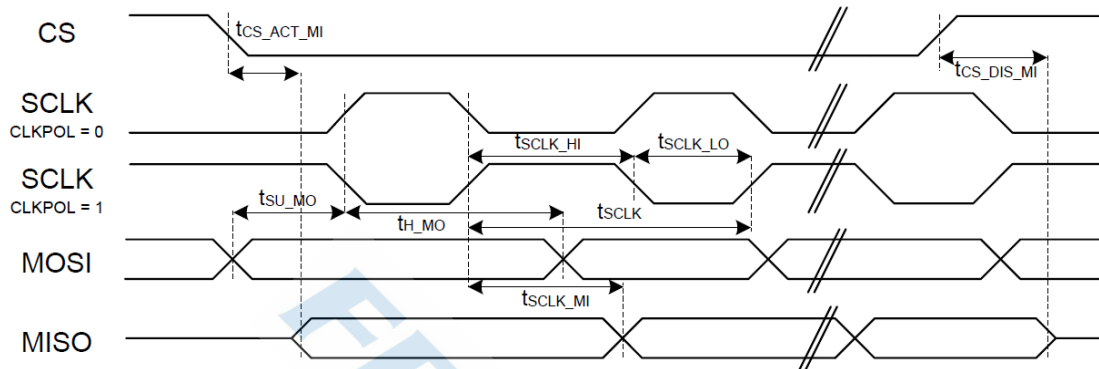 CS
tCS_ACT_MI
tCS_DIS_MI
SCLK
CLKPOL = 0
tSCLK_HI
tSCLK_LO
SCLK
CLKPOL = 1
tSU_MO
tH_MO
tSCLK
MOSI
tSCLK_MI
MISO